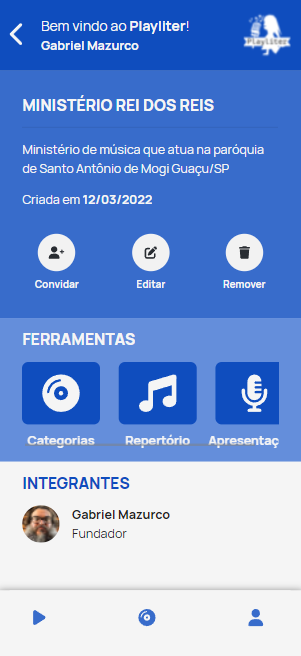 Bem vindo ao Playliter!
Gabriel Mazurco
Playliter
MINISTÉRIO REI DOS REIS
Ministério de música que atua na paróquia
de Santo Antônio de Mogi Guaçu/SP
Criada em 12/03/2022
Convidar Editar Remover
FERRAMENTAS
Categorias Repertório Apresentaç
INTEGRANTES
Gabriel Mazurco
Fundador